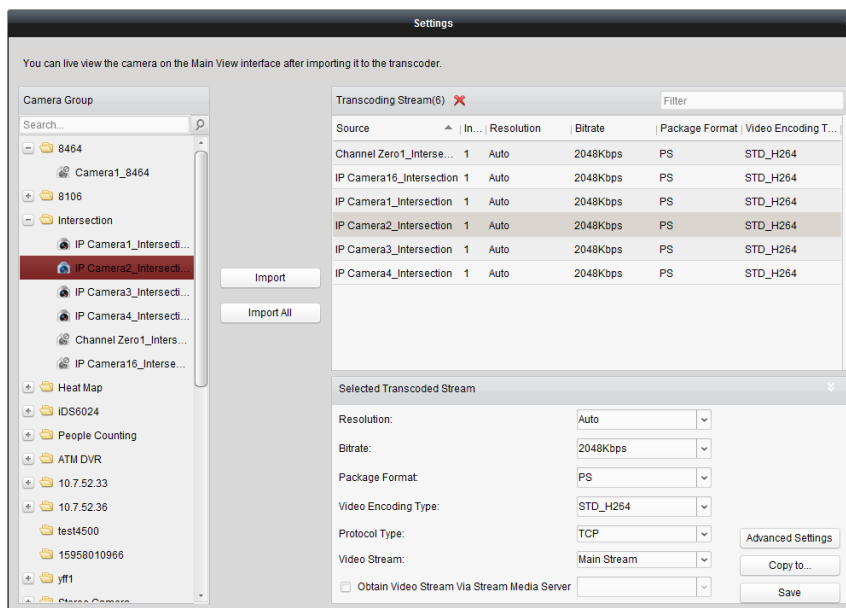 Settings
You can live view the camera on the Main View interface after importing it to the transcoder.
Camera Group
Search...
8464
Camera1_8464
8106
Intersection
IP Camera1_Intersecti...
IP Camera2_Intersecti...
IP Camera3_Intersecti...
IP Camera4_Intersecti...
Channel Zero1_Inters...
IP Camera16_Interse...
Heat Map
iDS6024
People Counting
ATM DVR
10.7.52.33
10.7.52.36
test4500
15958010966
yff1
Stereo Camera
Import
Import All
Transcoding Stream(6)
Filter
Source In... Resolution Bitrate Package Format Video Encoding T...
Channel Zero1_Interse... 1 Auto 2048Kbps PS STD_H264
IP Camera16_Intersection 1 Auto 2048Kbps PS STD_H264
IP Camera1_Intersection 1 Auto 2048Kbps PS STD_H264
IP Camera2_Intersection 1 Auto 2048Kbps PS STD_H264
IP Camera3_Intersection 1 Auto 2048Kbps PS STD_H264
IP Camera4_Intersection 1 Auto 2048Kbps PS STD_H264
Selected Transcoded Stream
Resolution: Auto
Bitrate: 2048Kbps
Package Format: PS
Video Encoding Type: STD_H264
Protocol Type: TCP
Video Stream: Main Stream
Obtain Video Stream Via Stream Media Server
Advanced Settings
Copy to...
Save